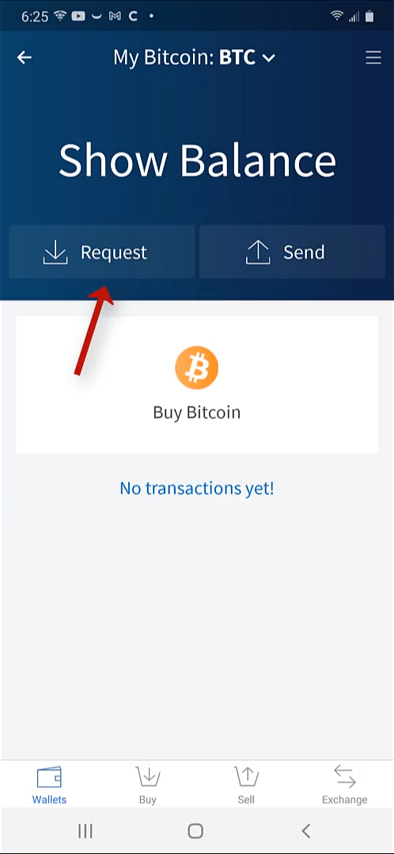 6:25
My Bitcoin: BTC
Show Balance
Request
Send
Buy Bitcoin
No transactions yet!
Wallets
Buy
Sell
Exchange